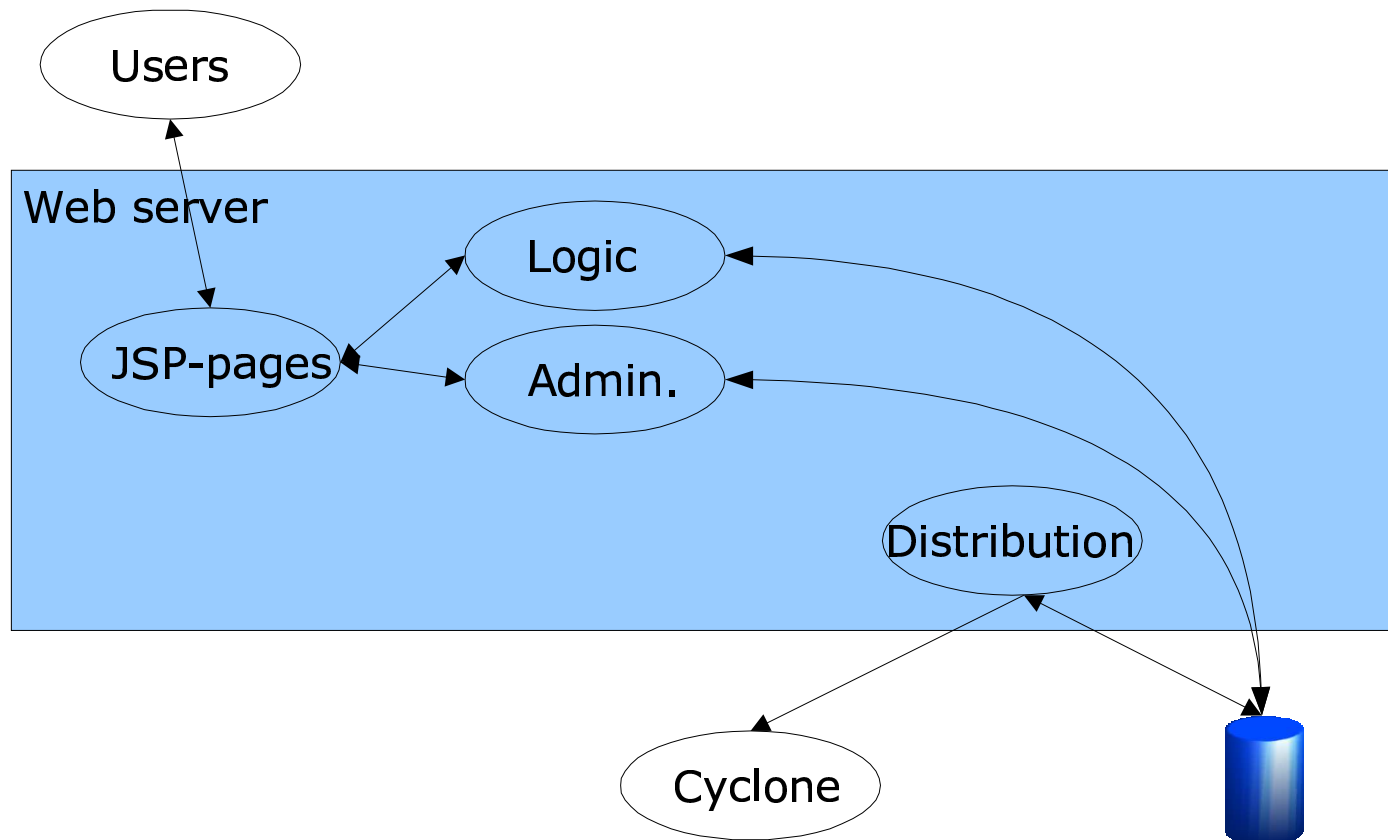 Users
Web server
Logic
JSP-pages
Admin.
Distribution
Cyclone